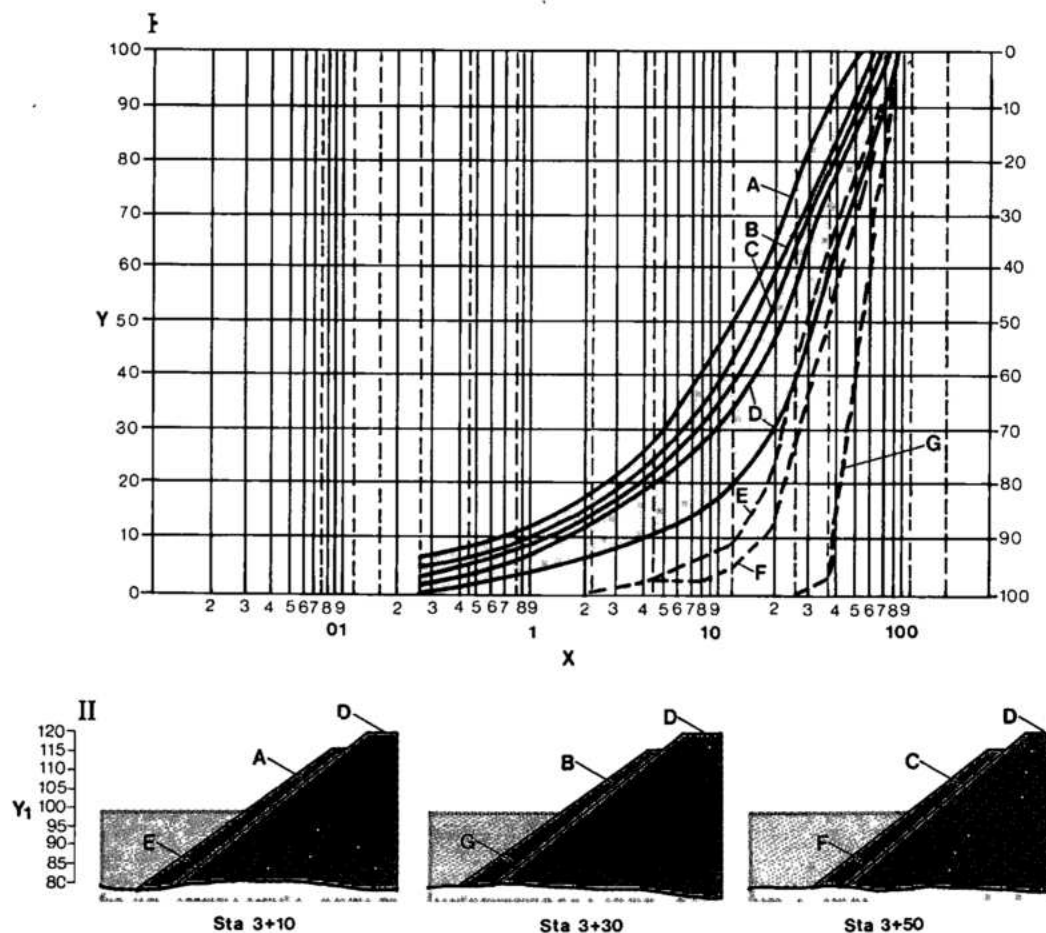 I
100 0
90 10
80 20
A
70 30
B
C
60 40
Y 50 50
40 60
D
30 70
G
20 80
E
10 90
F
0 100
2 3 4 5 6 7 8 9 2 3 4 5 6 7 8 9 2 3 4 5 6 7 8 9 2 3 4 5 6 7 8 9
01 1 10 100
X
II
D D D
120
A B C
115
110
105
Y1 100
95
90
E G F
85
80
Sta 3+10 Sta 3+30 Sta 3+50